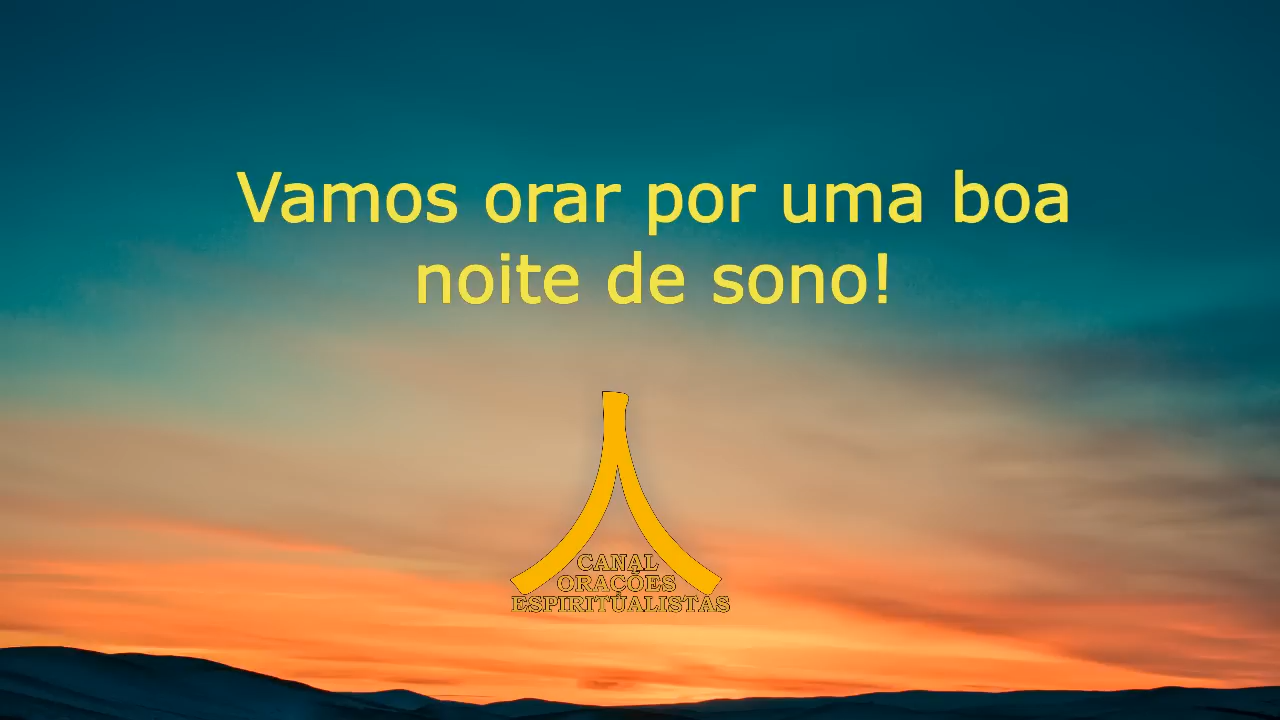 Vamos orar por uma boa
noite de sono!
CANAL
ORAÇÕES
ESPIRITUALISTAS